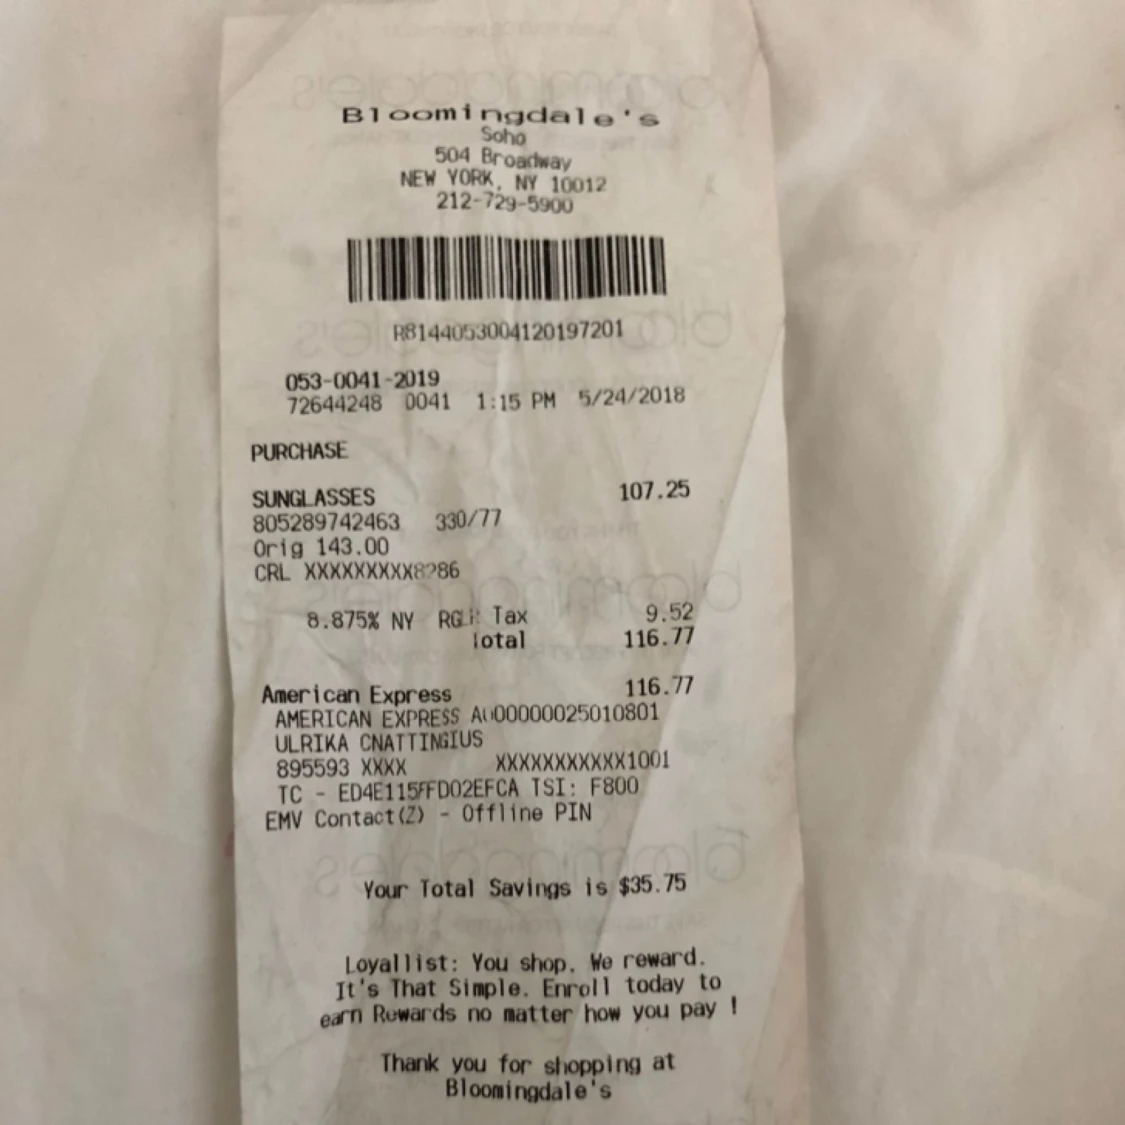 Bloomingdale's
Soho
504 Broadway
NEW YORK, NY 10012
212-729-5900
R8144053004120197201
053-0041-2019
72644248 0041 1:15 PM 5/24/2018
PURCHASE
SUNGLASSES 107.25
805289742463 330/77
Orig 143.00
CRL XXXXXXXXX8286
8.875% NY Tax 9.52
Total 116.77
American Express 116.77
AMERICAN EXPRESS A000000025010801
ULRIKA CNATTINGIUS
895593 XXXX XXXXXXXXXXX1001
TC - ED4E115FFD02EFCA TSI: F800
EMV Contact(Z) - Offline PIN
Your Total Savings is $35.75
Loyallist: You shop. We reward.
It's That Simple. Enroll today to
earn Rewards no matter how you pay !
Thank you for shopping at
Bloomingdale's